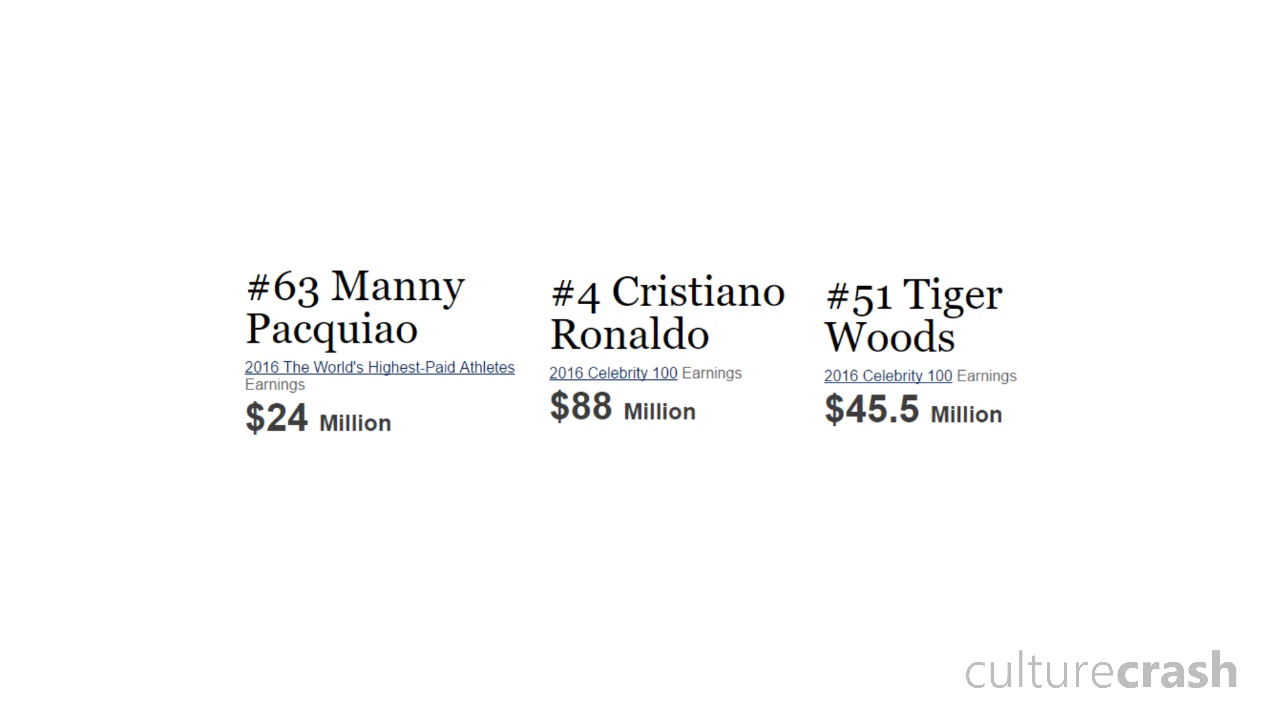 #63 Manny
Pacquiao
2016 The World's Highest-Paid Athletes
Earnings
$24 Million
#4 Cristiano
Ronaldo
2016 Celebrity 100 Earnings
$88 Million
#51 Tiger
Woods
2016 Celebrity 100 Earnings
$45.5 Million
culturecrash